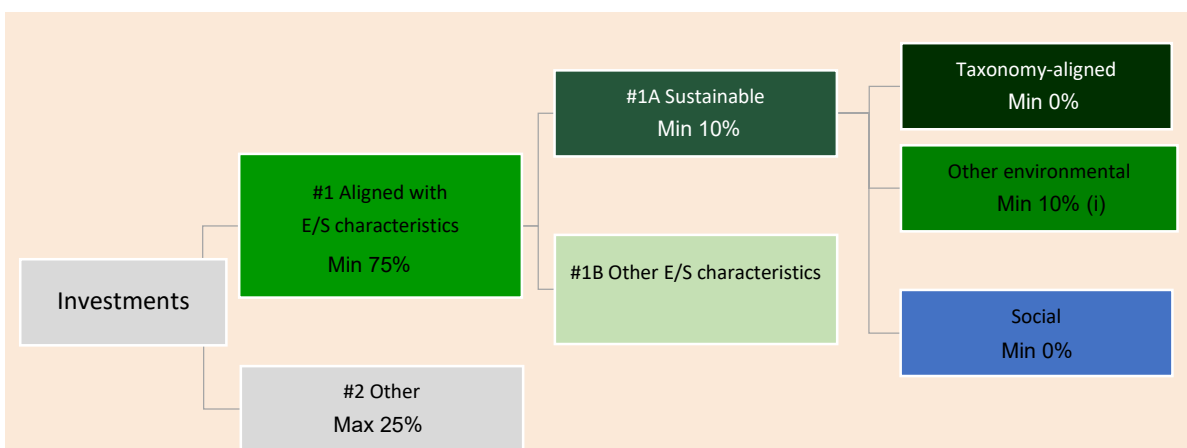 Investments
#1 Aligned with
E/S characteristics
Min 75%
#2 Other
Max 25%
#1A Sustainable
Min 10%
#1B Other E/S characteristics
Taxonomy-aligned
Min 0%
Other environmental
Min 10% (i)
Social
Min 0%